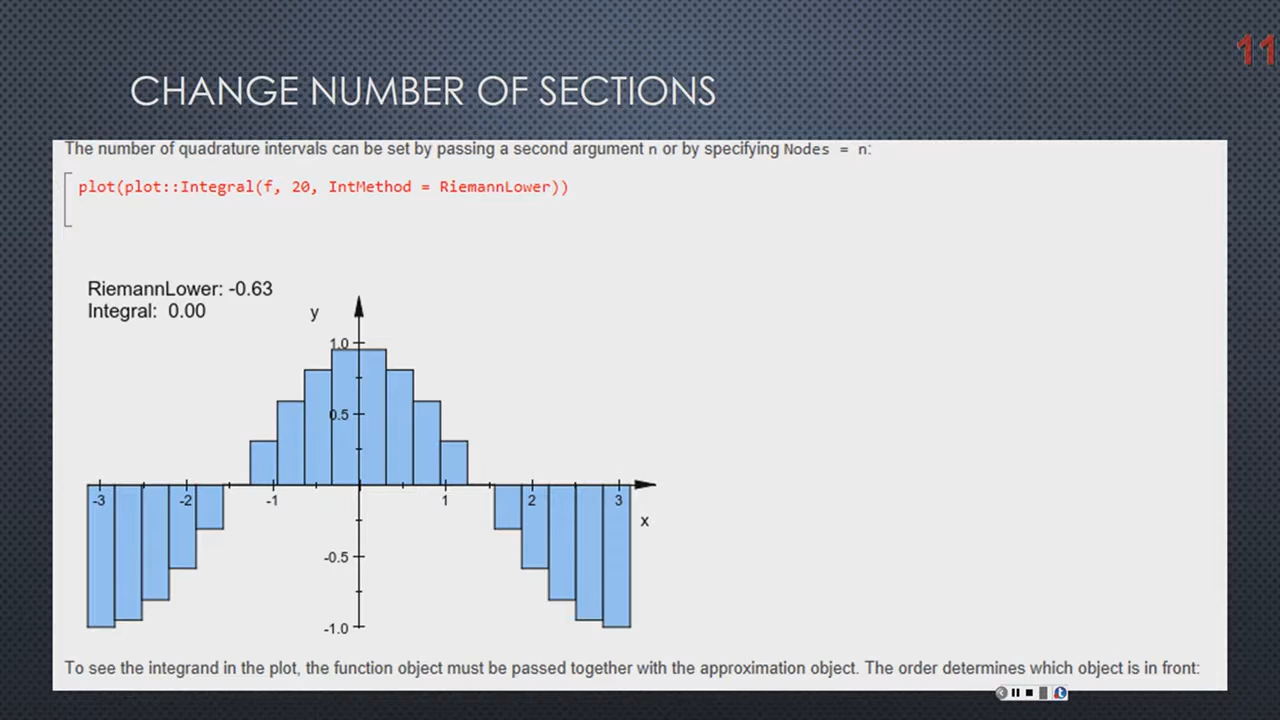 11
CHANGE NUMBER OF SECTIONS
The number of quadrature intervals can be set by passing a second argument n or by specifying Nodes = n:
plot(plot::Integral(f, 20, IntMethod = RiemannLower))
RiemannLower: -0.63
Integral: 0.00
y
1.0
0.5
-3 -2 -1 1 2 3
x
-0.5
-1.0
To see the integrand in the plot, the function object must be passed together with the approximation object. The order determines which object is in front:
t